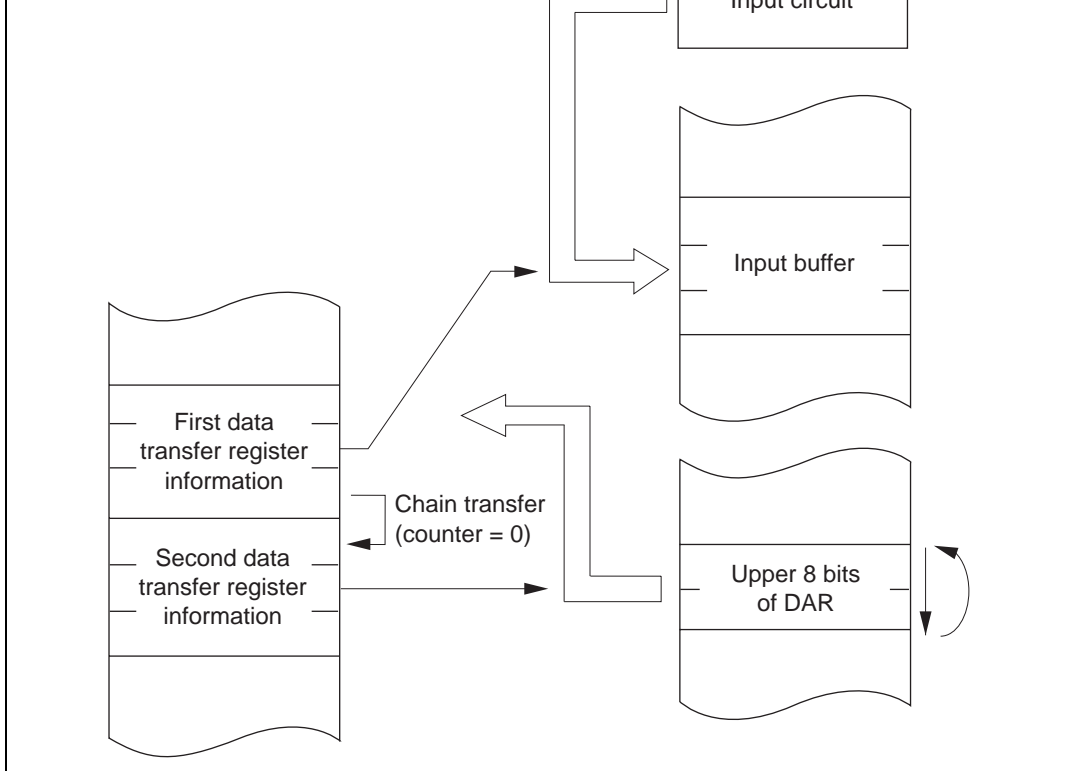 Input circuit
Input buffer
First data
transfer register
information
Chain transfer
(counter = 0)
Second data
transfer register
information
Upper 8 bits
of DAR